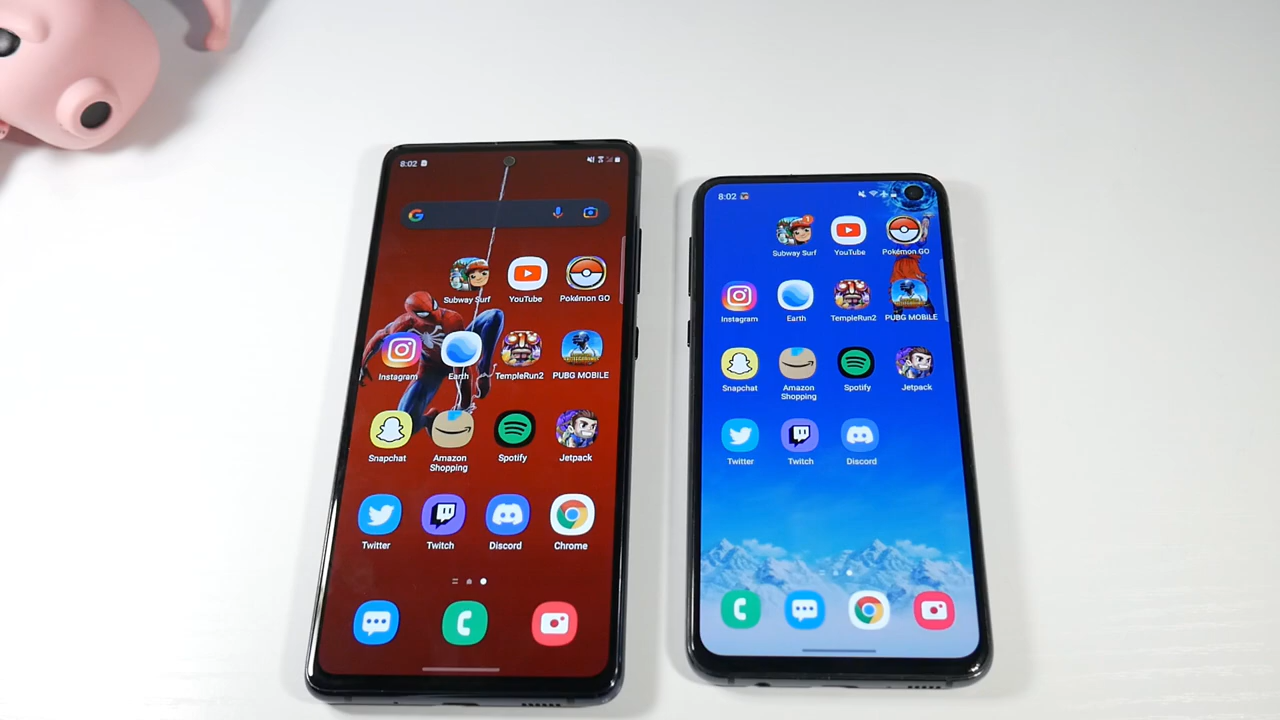 8:02
Subway Surf
YouTube
Pokémon GO
Instagram
Earth
TempleRun2
PUBG MOBILE
Snapchat
Amazon
Shopping
Spotify
Jetpack
Twitter
Twitch
Discord
Chrome
8:02
1
Subway Surf
YouTube
Pokémon GO
Instagram
Earth
TempleRun2
PUBG MOBILE
Snapchat
Amazon
Shopping
Spotify
Jetpack
Twitter
Twitch
Discord